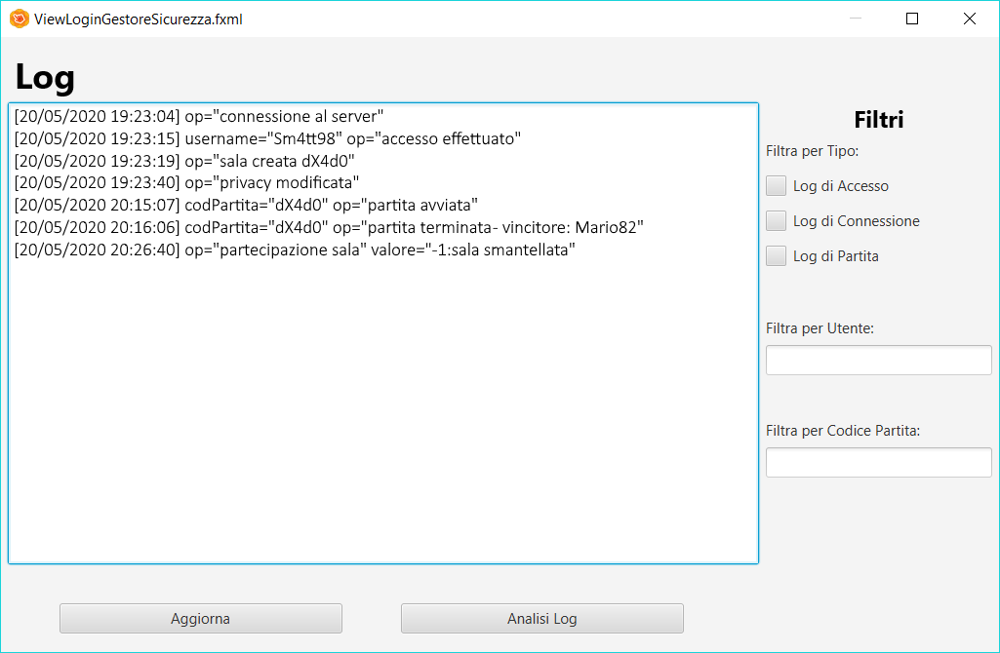 ViewLoginGestoreSicurezza.fxml
Log
[20/05/2020 19:23:04] op="connessione al server"
[20/05/2020 19:23:15] username="Sm4tt98" op="accesso effettuato"
[20/05/2020 19:23:19] op="sala creata dX4d0"
[20/05/2020 19:23:40] op="privacy modificata"
[20/05/2020 20:15:07] codPartita="dX4d0" op="partita avviata"
[20/05/2020 20:16:06] codPartita="dX4d0" op="partita terminata- vincitore: Mario82"
[20/05/2020 20:26:40] op="partecipazione sala" valore="-1:sala smantellata"
Filtri
Filtra per Tipo:
Log di Accesso
Log di Connessione
Log di Partita
Filtra per Utente:
Filtra per Codice Partita:
Aggiorna
Analisi Log